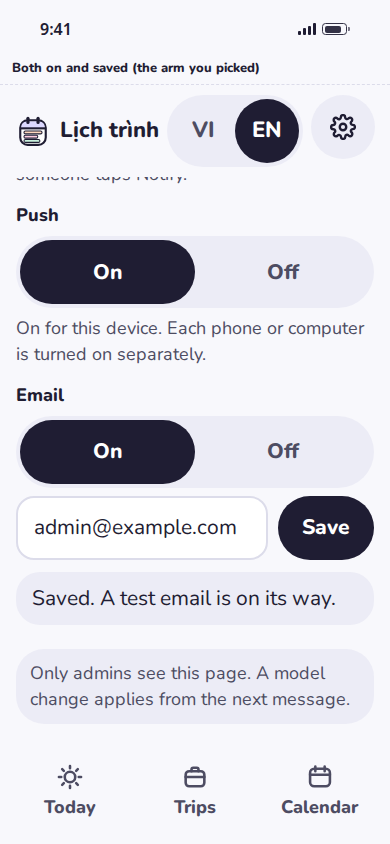 9:41
Both on and saved (the arm you picked)
Lịch trình
VI
EN
someone taps Notify.
Push
On
Off
On for this device. Each phone or computer
is turned on separately.
Email
On
Off
admin@example.com
Save
Saved. A test email is on its way.
Only admins see this page. A model
change applies from the next message.
Today
Trips
Calendar